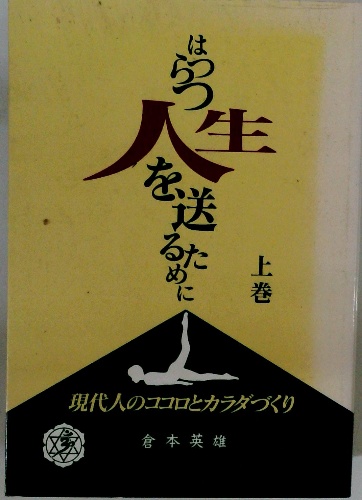 はつらつ
人生
を送るために
上巻
現代人のココロとカラダづくり
倉本英雄